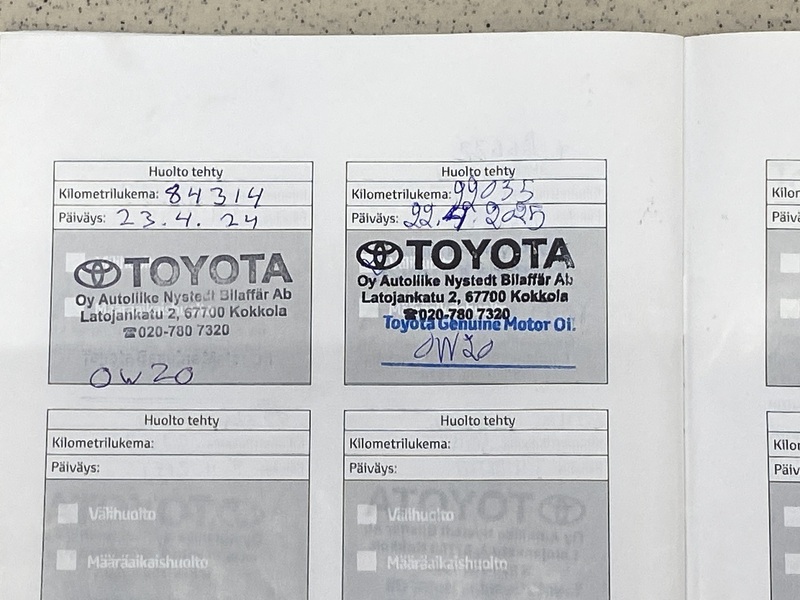 Huolto tehty
Kilometrilukema: 84314
Päiväys: 23.4.24
TOYOTA
Oy Autoliike Nystedt Bilaffär Ab
Latojankatu 2, 67700 Kokkola
☎020-780 7320
0W20
Huolto tehty
Kilometrilukema: 99035
Päiväys: 22.4.2025
TOYOTA
Oy Autoliike Nystedt Bilaffär Ab
Latojankatu 2, 67700 Kokkola
☎020-780 7320
Toyota Genuine Motor Oil
0W20
Huolto tehty
Kilometrilukema:
Päiväys:
Välihuolto
Määräaikaishuolto
Huolto tehty
Kilometrilukema:
Päiväys:
Välihuolto
Määräaikaishuolto